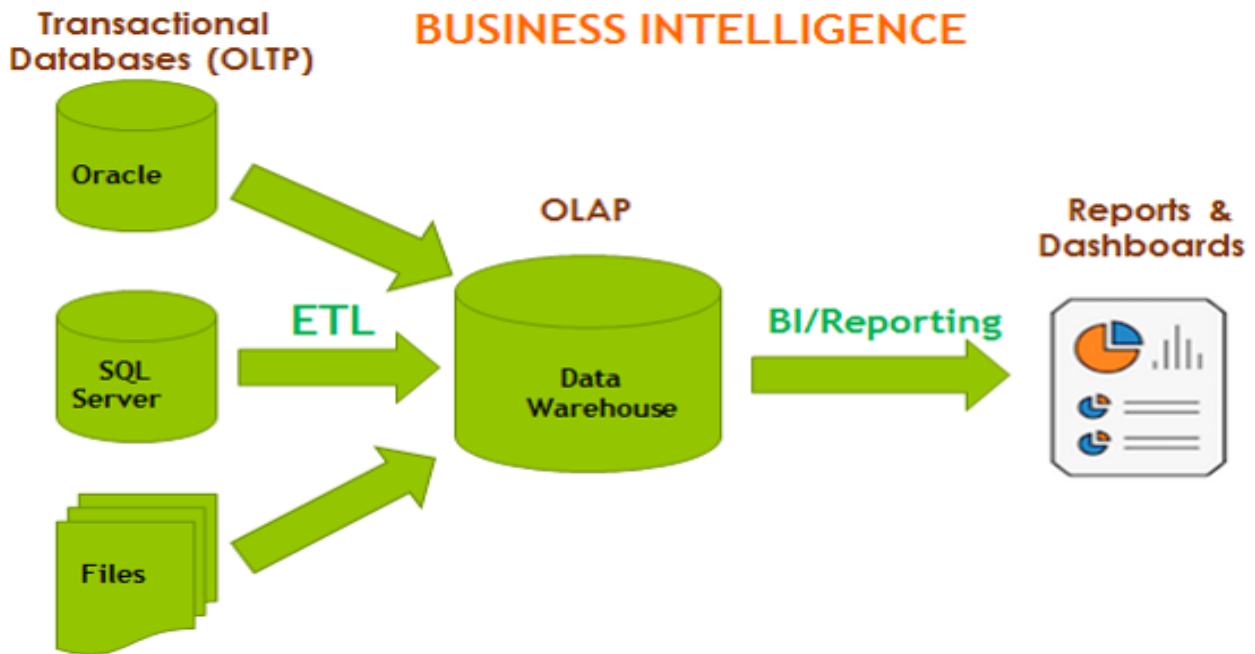 Transactional
Databases (OLTP)
BUSINESS INTELLIGENCE
Oracle
SQL
Server
Files
ETL
OLAP
Data
Warehouse
BI/Reporting
Reports &
Dashboards